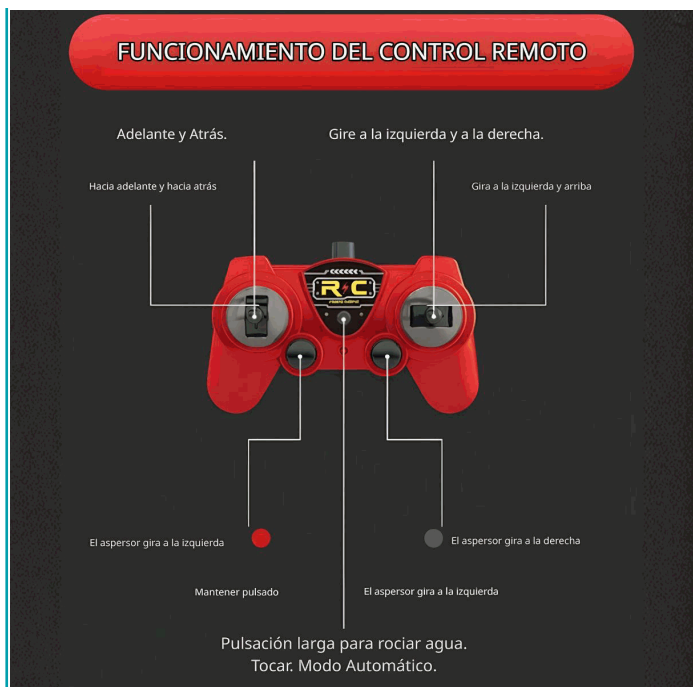 FUNCIONAMIENTO DEL CONTROL REMOTO
Adelante y Atrás.
Gire a la izquierda y a la derecha.
Hacia adelante y hacia atrás
Gira a la izquierda y arriba
R C
El aspersor gira a la izquierda
El aspersor gira a la derecha
Mantener pulsado
El aspersor gira a la izquierda
Pulsación larga para rociar agua.
Tocar. Modo Automático.